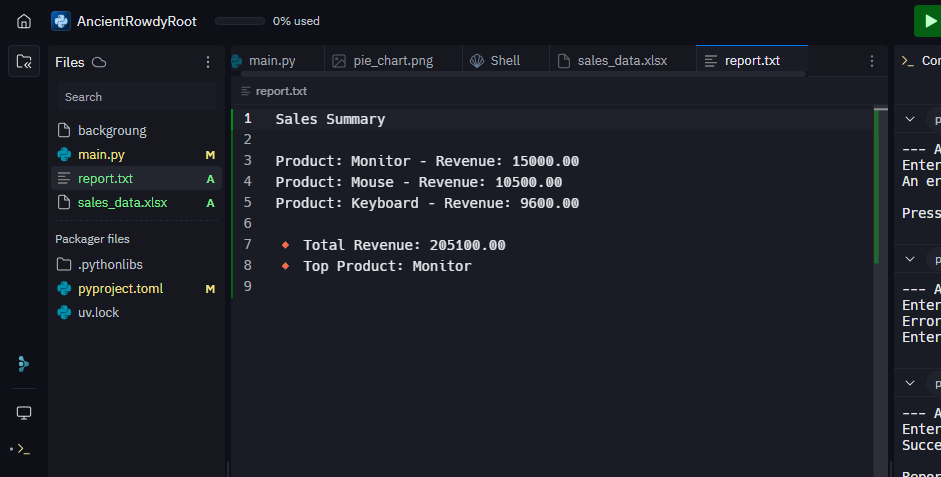 AncientRowdyRoot
0% used
Files
Search
backgroung
main.py M
report.txt A
sales_data.xlsx A
Packager files
.pythonlibs
pyproject.toml M
uv.lock
main.py
pie_chart.png
Shell
sales_data.xlsx
report.txt
report.txt
1 Sales Summary
2
3 Product: Monitor - Revenue: 15000.00
4 Product: Mouse - Revenue: 10500.00
5 Product: Keyboard - Revenue: 9600.00
6
7 🔸 Total Revenue: 205100.00
8 🔸 Top Product: Monitor
9
Co
p
--- A
Enter
An er
Press
p
--- A
Enter
Error
Enter
p
--- A
Enter
Succe